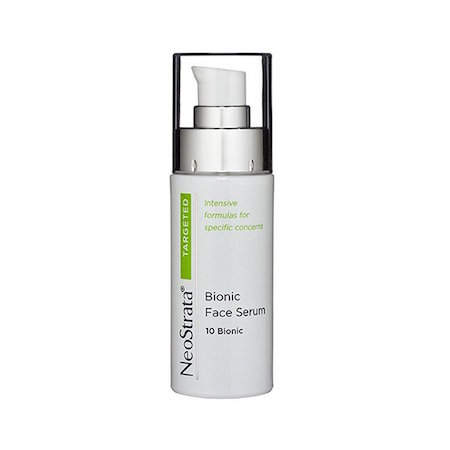 TARGETED
NeoStrata®
intensive
formulas for
specific concerns
Bionic
Face Serum
10 Bionic